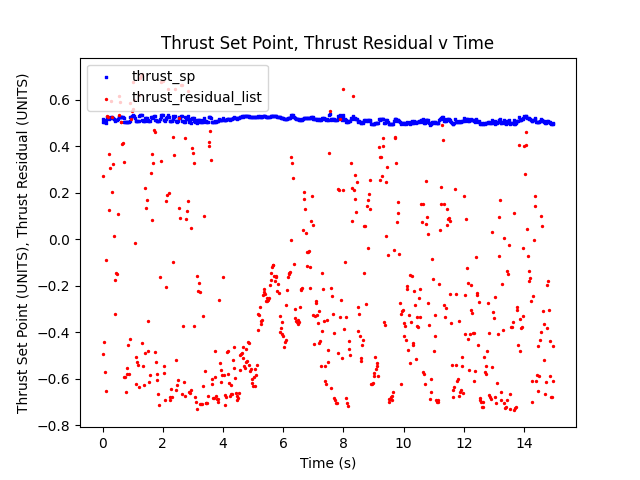 Thrust Set Point, Thrust Residual v Time
thrust_sp
thrust_residual_list
Thrust Set Point (UNITS), Thrust Residual (UNITS)
0.6
0.4
0.2
0.0
−0.2
−0.4
−0.6
−0.8
0 2 4 6 8 10 12 14
Time (s)